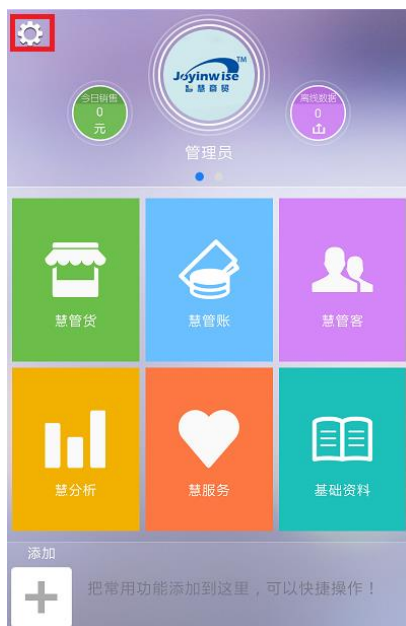 Joyinwise TM
慧商贸
今日销售
0
元
离线数据
0
管理员
慧管货
慧管账
慧管客
慧分析
慧服务
基础资料
添加
把常用功能添加到这里，可以快捷操作！